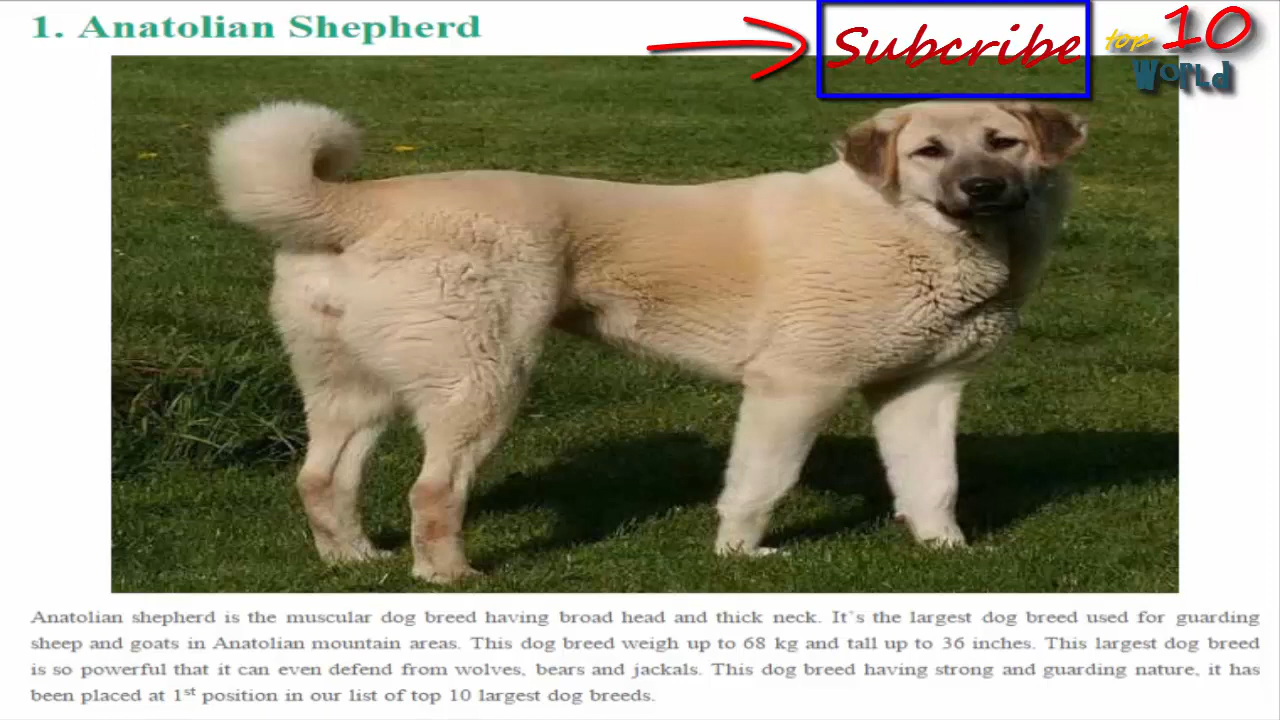 1. Anatolian Shepherd
Subcribe
top 10
World
Anatolian shepherd is the muscular dog breed having broad head and thick neck. It`s the largest dog breed used for guarding
sheep and goats in Anatolian mountain areas. This dog breed weigh up to 68 kg and tall up to 36 inches. This largest dog breed
is so powerful that it can even defend from wolves, bears and jackals. This dog breed having strong and guarding nature, it has
been placed at 1st position in our list of top 10 largest dog breeds.